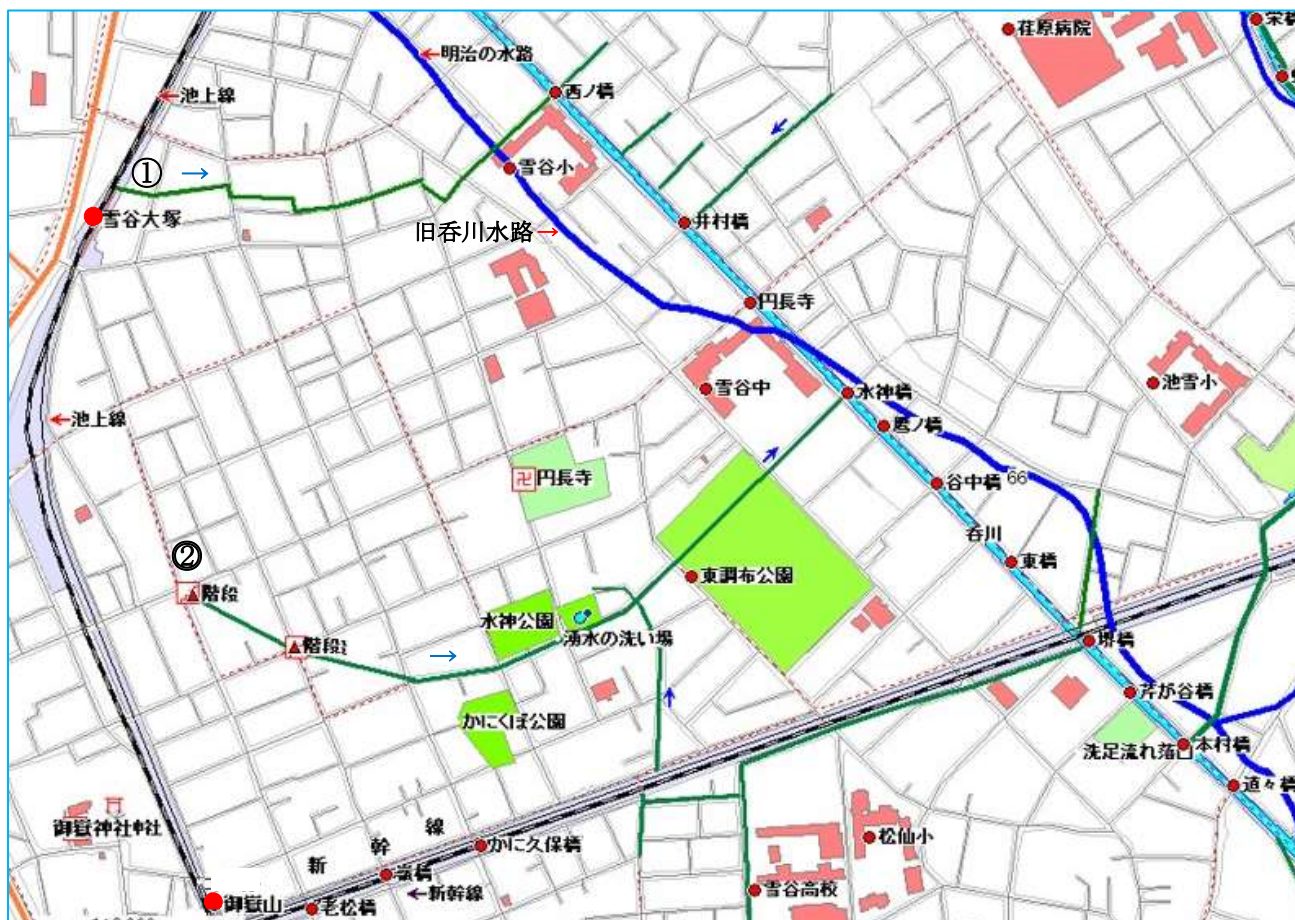 荏原病院
栄橋
←明治の水路
西ノ橋
←池上線
①
→
雪谷小
雪谷大塚
旧呑川水路→
井村橋
円長寺
雪谷中
水神橋
池雪小
←池上線
円長寺
谷中橋
66
呑川
②
東橋
東調布公園
階段
水神公園
湧水の洗い場
階段
→
堺橋
芹が谷橋
かにくぼ公園
本村橋
洗足流れ落口
道々橋
御嶽神社
新幹線
かに久保橋
松仙小
嶺橋
←新幹線
雪谷高校
御嶽山
老松橋